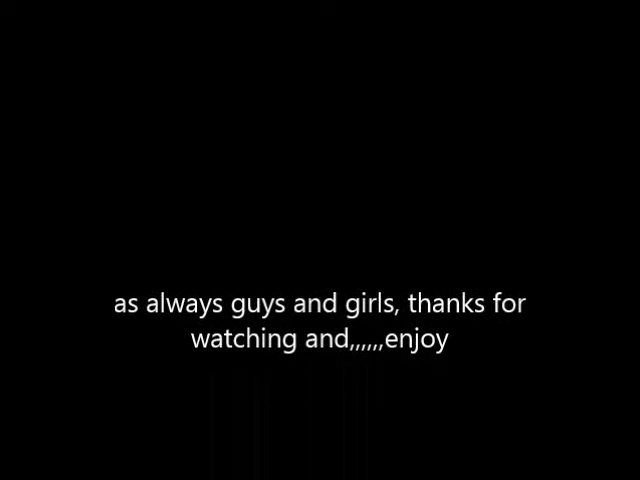 as always guys and girls, thanks for
watching and,,,,,,enjoy